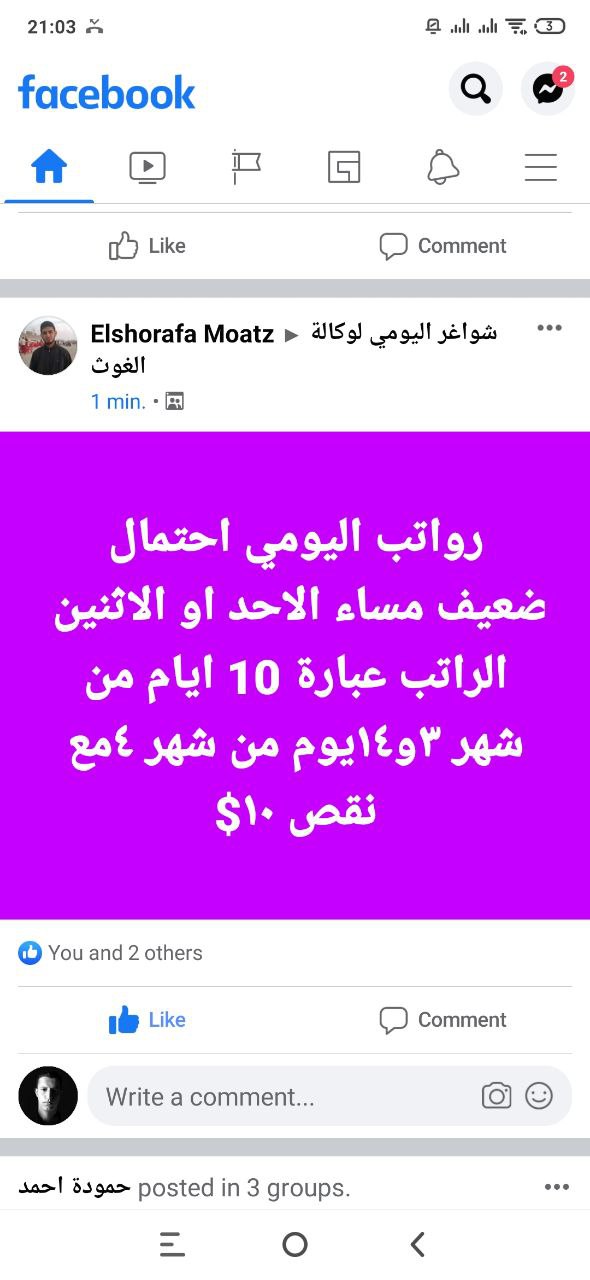 21:03
3
facebook
2
Like
Comment
Elshorafa Moatz ▸ شواغر اليومي لوكالة
الغوث
1 min. •
رواتب اليومي احتمال
ضعيف مساء الاحد او الاثنين
الراتب عبارة 10 ايام من
شهر ٣و١٤يوم من شهر ٤مع
نقص ١٠$
You and 2 others
Like
Comment
Write a comment...
حمودة احمد posted in 3 groups.